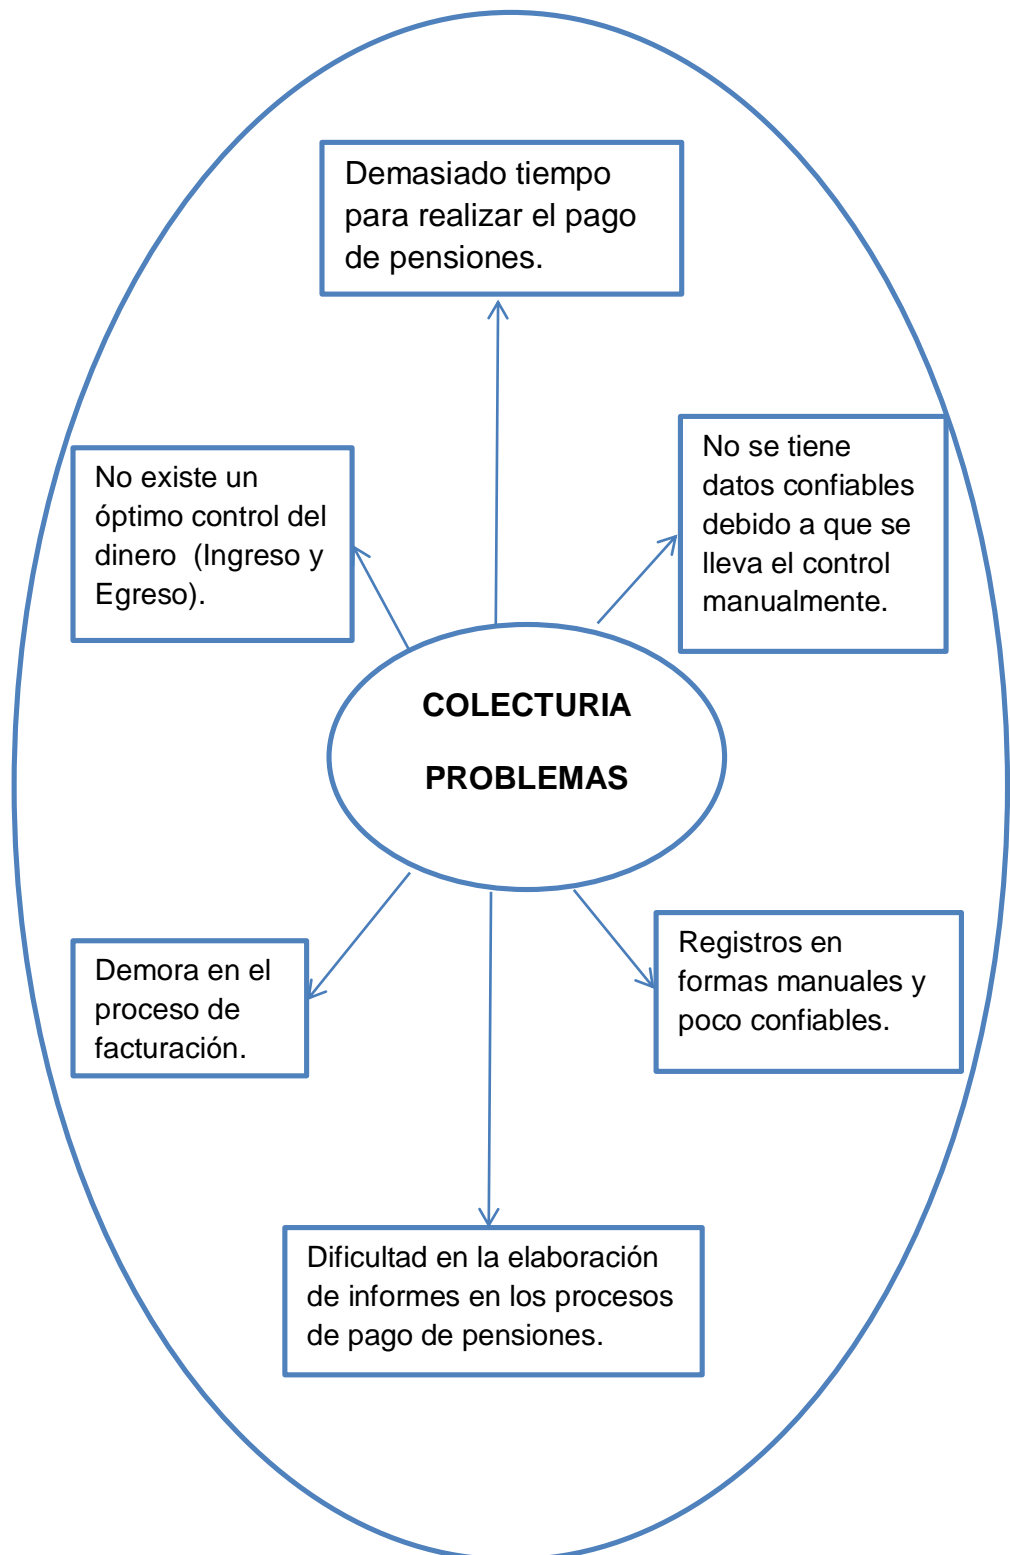 Demasiado tiempo
para realizar el pago
de pensiones.
No existe un
óptimo control del
dinero  (Ingreso y
Egreso).
No se tiene
datos confiables
debido a que se
lleva el control
manualmente.
COLECTURIA
PROBLEMAS
Demora en el
proceso de
facturación.
Registros en
formas manuales y
poco confiables.
Dificultad en la elaboración
de informes en los procesos
de pago de pensiones.